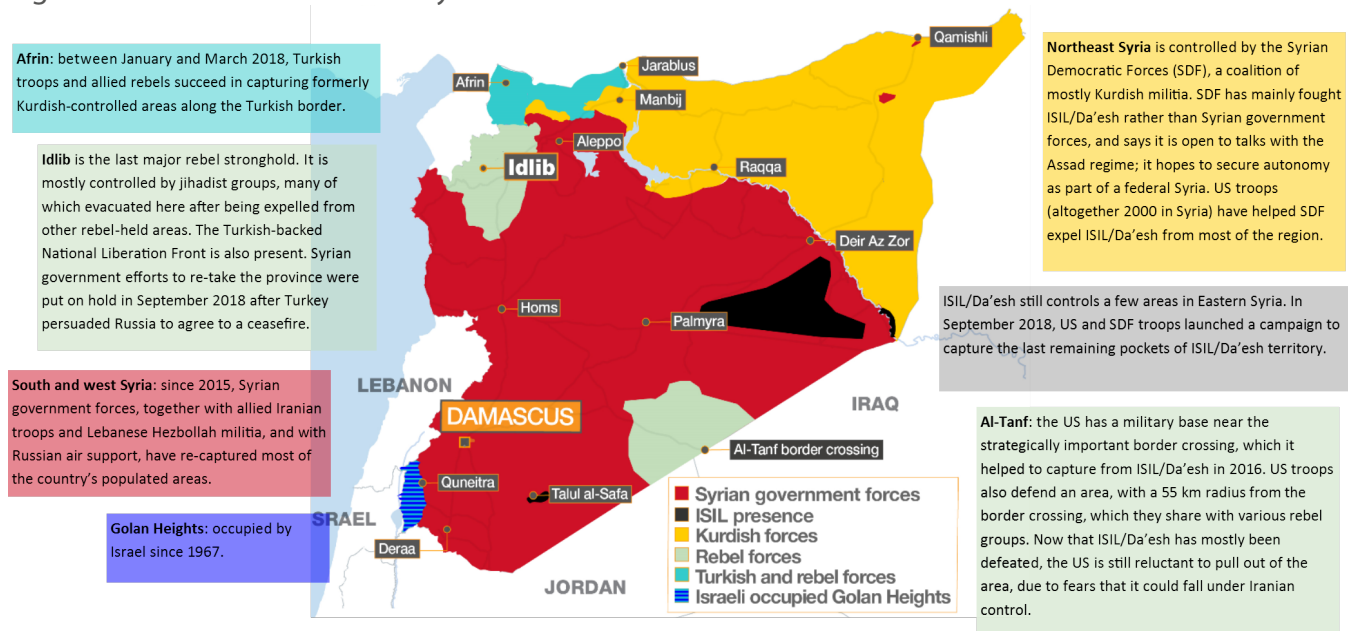 Afrin: between January and March 2018, Turkish
troops and allied rebels succeed in capturing formerly
Kurdish-controlled areas along the Turkish border.
Idlib is the last major rebel stronghold. It is
mostly controlled by jihadist groups, many of
which evacuated here after being expelled from
other rebel-held areas. The Turkish-backed
National Liberation Front is also present. Syrian
government efforts to re-take the province were
put on hold in September 2018 after Turkey
persuaded Russia to agree to a ceasefire.
South and west Syria: since 2015, Syrian
government forces, together with allied Iranian
troops and Lebanese Hezbollah militia, and with
Russian air support, have re-captured most of
the country's populated areas.
Golan Heights: occupied by
Israel since 1967.
Qamishli
Jarablus
Afrin
Manbij
Aleppo
Idlib
Raqqa
Deir Az Zor
Homs
Palmyra
LEBANON
DAMASCUS
IRAQ
Al-Tanf border crossing
Quneitra
Talul al-Safa
SRAEL
Deraa
JORDAN
Syrian government forces
ISIL presence
Kurdish forces
Rebel forces
Turkish and rebel forces
Israeli occupied Golan Heights
Northeast Syria is controlled by the Syrian
Democratic Forces (SDF), a coalition of
mostly Kurdish militia. SDF has mainly fought
ISIL/Da'esh rather than Syrian government
forces, and says it is open to talks with the
Assad regime; it hopes to secure autonomy
as part of a federal Syria. US troops
(altogether 2000 in Syria) have helped SDF
expel ISIL/Da'esh from most of the region.
ISIL/Da'esh still controls a few areas in Eastern Syria. In
September 2018, US and SDF troops launched a campaign to
capture the last remaining pockets of ISIL/Da'esh territory.
Al-Tanf: the US has a military base near the
strategically important border crossing, which it
helped to capture from ISIL/Da'esh in 2016. US troops
also defend an area, with a 55 km radius from the
border crossing, which they share with various rebel
groups. Now that ISIL/Da'esh has mostly been
defeated, the US is still reluctant to pull out of the
area, due to fears that it could fall under Iranian
control.